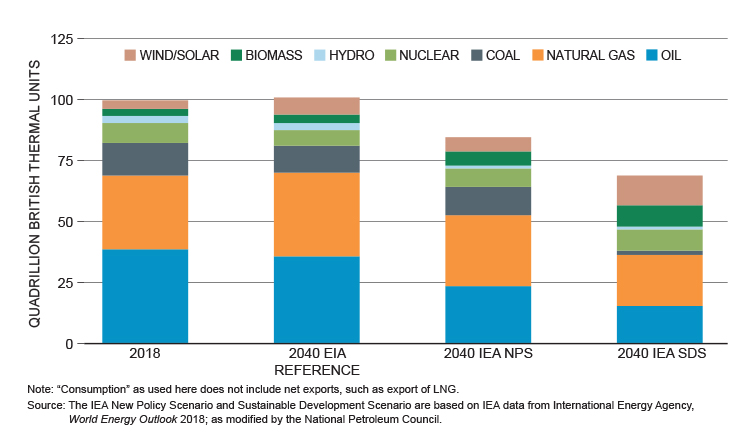 QUADRILLION BRITISH THERMAL UNITS
125
100
75
50
25
0
WIND/SOLAR BIOMASS HYDRO NUCLEAR COAL NATURAL GAS OIL
2018 2040 EIA REFERENCE 2040 IEA NPS 2040 IEA SDS
Note: “Consumption” as used here does not include net exports, such as export of LNG.
Source: The IEA New Policy Scenario and Sustainable Development Scenario are based on IEA data from International Energy Agency,
World Energy Outlook 2018; as modified by the National Petroleum Council.